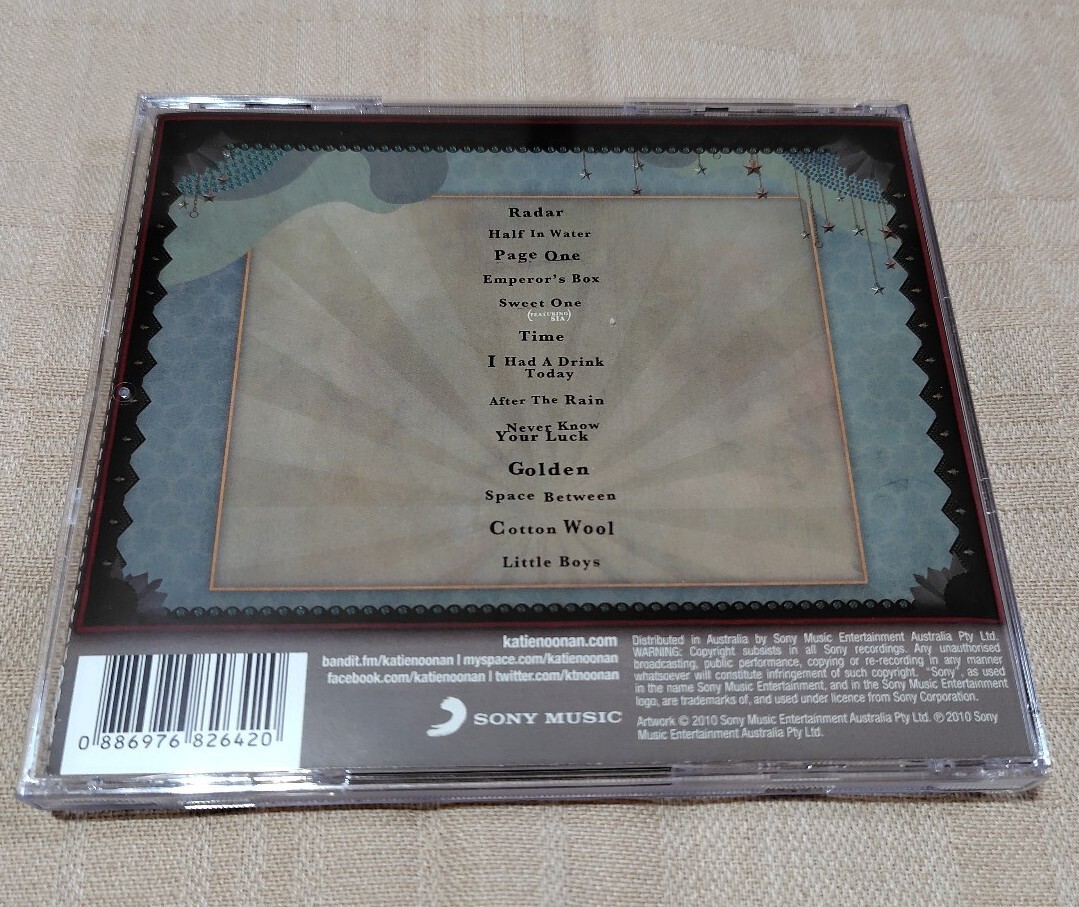 Radar
Half In Water
Page One
Emperor's Box
Sweet One
(FEATURING SIA)
Time
I Had A Drink
Today
After The Rain
Never Know
Your Luck
Golden
Space Between
Cotton Wool
Little Boys
katienoonan.com
bandit.fm/katienoonan | myspace.com/katienoonan
facebook.com/katienoonan | twitter.com/ktnoonan
SONY MUSIC
0 886976 826420
Distributed in Australia by Sony Music Entertainment Australia Pty Ltd.
WARNING: Copyright subsists in all Sony recordings. Any unauthorised
broadcasting, public performance, copying or re-recording in any manner
whatsoever will constitute infringement of such copyright. "Sony", as used
in the name Sony Music Entertainment, and in the Sony Music Entertainment
logo, are trademarks of, and used under licence from Sony Corporation.
Artwork © 2010 Sony Music Entertainment Australia Pty Ltd. ℗ 2010 Sony
Music Entertainment Australia Pty Ltd.